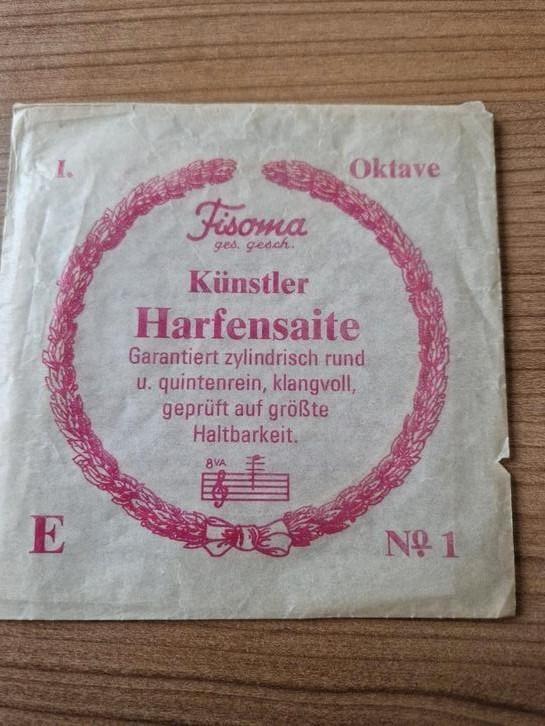 I. Oktave
Fisoma
ges. gesch.
Künstler
Harfensaite
Garantiert zylindrisch rund
u. quintenrein, klangvoll,
geprüft auf größte
Haltbarkeit.
8VA
E No 1